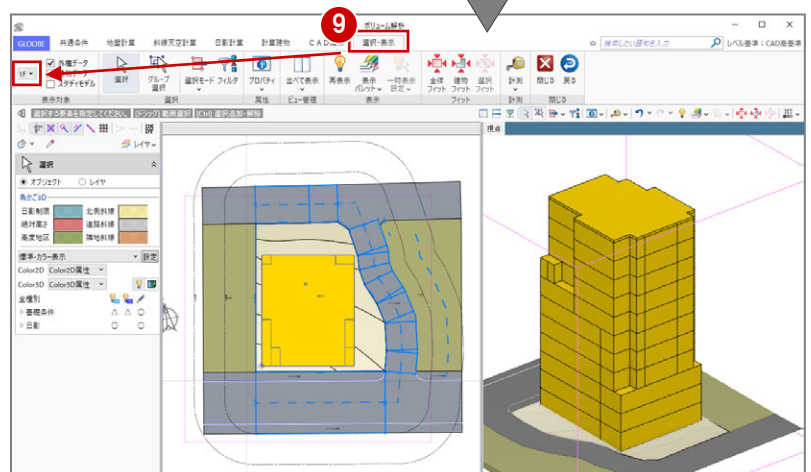 9
ボリューム解析
GLOOBE 共通条件 地盤計算 斜線天空計算 日影計算 計算建物 選択・表示
検索したい語句を入力 レベル基準：CAD座基準
1F
外構データ
スタディモデル
選択 グループ選択 選択モード フィルタ プロパティ 並べて表示 再表示 表示パレット 一時表示設定 全体フィット 建物フィット 選択フィット 計測 閉じる 戻る
表示対象 選択 属性 ビュー管理 表示 フィット 計測 閉じる
選択する要素を指定してください。 [ドラッグ]範囲選択 [Ctrl] 選択追加・解除
レイヤ
視点
選択
オブジェクト レイヤ
鳥かご3D
日影制限 北側斜線
絶対高さ 道路斜線
高度地区 隣地斜線
標準-カラー表示 設定
Color2D Color2D属性
Color3D Color3D属性
全種別
基礎条件
日影